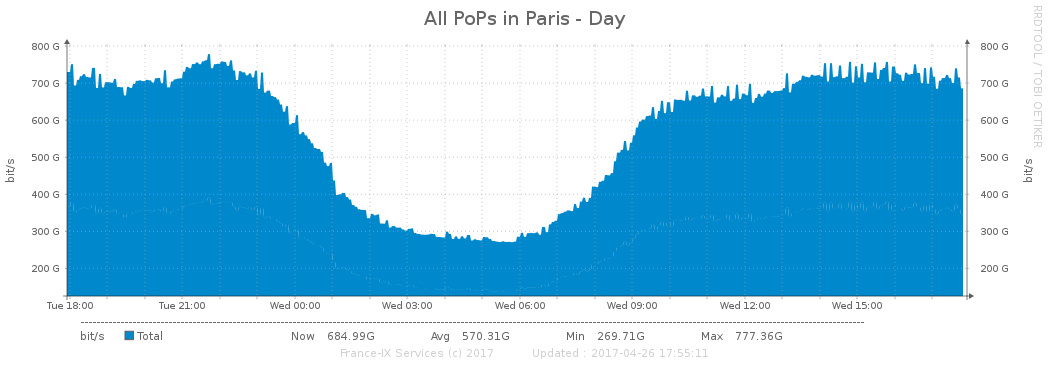 All PoPs in Paris - Day
RRDTOOL / TOBI OETIKER
800 G 800 G
700 G 700 G
600 G 600 G
500 G 500 G
400 G 400 G
300 G 300 G
200 G 200 G
bit/s bit/s
Tue 18:00 Tue 21:00 Wed 00:00 Wed 03:00 Wed 06:00 Wed 09:00 Wed 12:00 Wed 15:00
bit/s Total Now 684.99G Avg 570.31G Min 269.71G Max 777.36G
France-IX Services (c) 2017 Updated : 2017-04-26 17:55:11